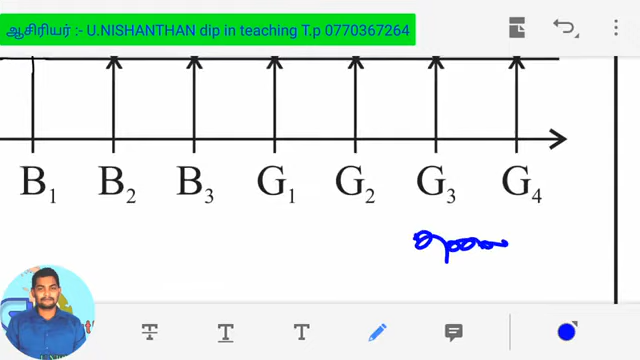 ஆசிரியர் :- U.NISHANTHAN dip in teaching T.p 0770367264
B₁ B₂ B₃ G₁ G₂ G₃ G₄
T T T